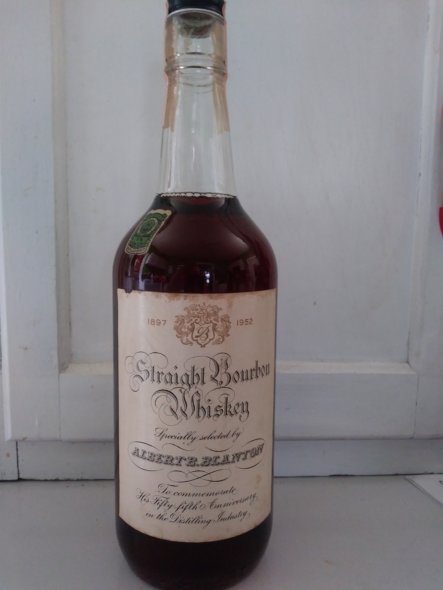 1897 1952
Straight Bourbon
Whiskey
Specially selected by
ALBERT B. BLANTON
To commemorate
His Fifty-fifth Anniversary
in the Distilling Industry.